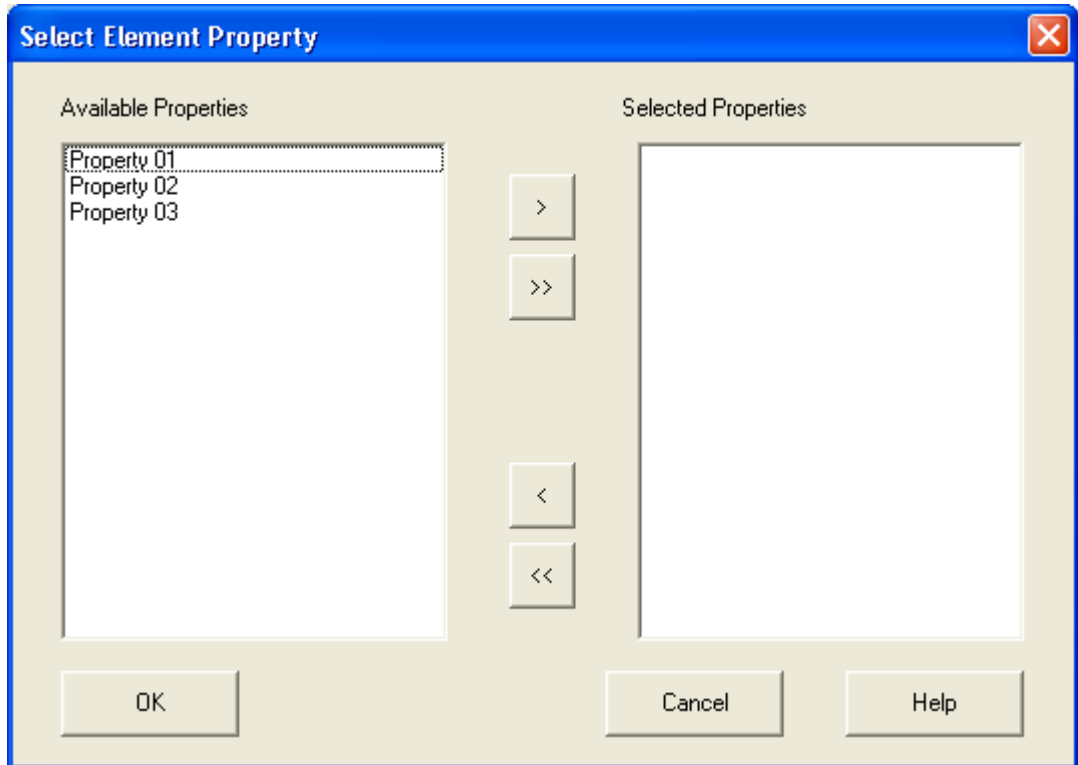 Select Element Property
Available Properties
Selected Properties
Property 01
Property 02
Property 03
>
>>
<
<<
OK
Cancel
Help